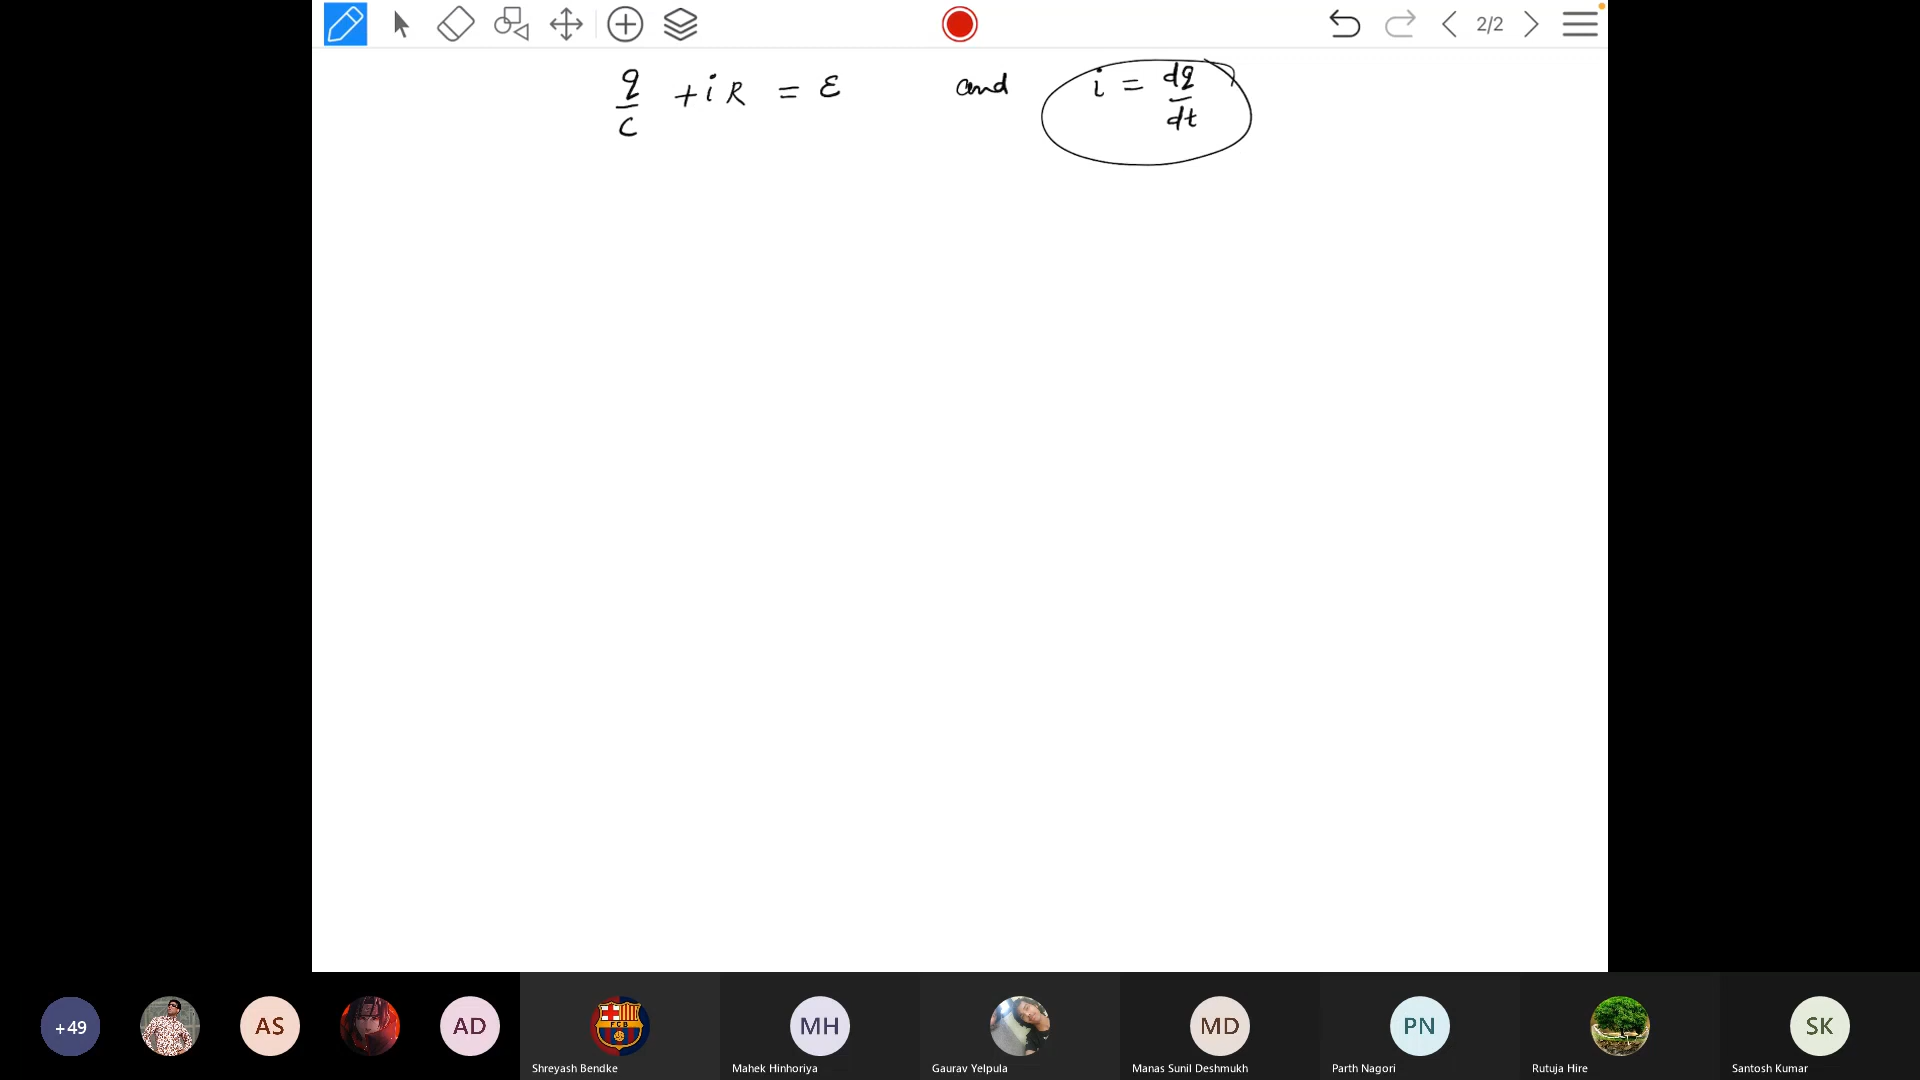 2/2
q/c + iR = ε and i = dq/dt
+49
AS
AD
FCB
MH
MD
PN
SK
Shreyash Bendke
Mahek Hinhoriya
Gaurav Yelpula
Manas Sunil Deshmukh
Parth Nagori
Rutuja Hire
Santosh Kumar